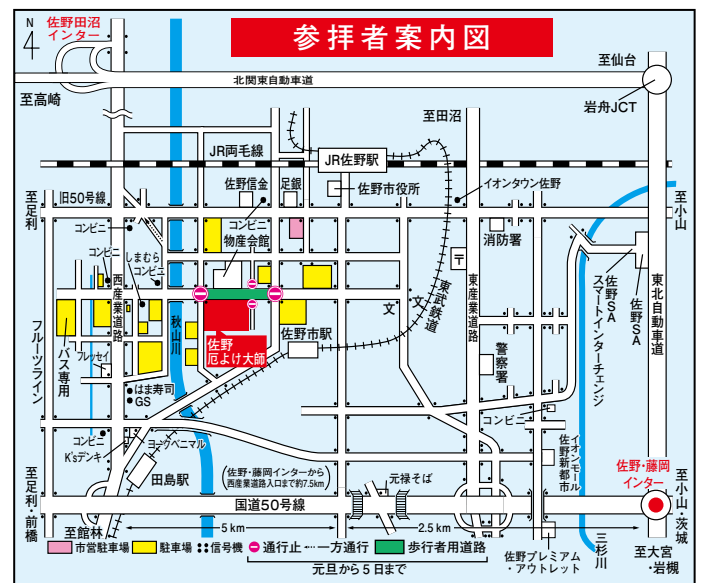 参拝者案内図
N
佐野田沼
インター
至仙台
北関東自動車道
至高崎
岩舟JCT
至田沼
JR両毛線
JR佐野駅
佐野信金
足銀
佐野市役所
イオンタウン佐野
至足利
旧50号線
至小山
コンビニ
コンビニ
物産会館
消防署
コンビニ
しまむら
コンビニ
西産業道路
〒
東産業道路
東武鉄道
佐野SA
スマートインターチェンジ
佐野SA
東北自動車道
文
文
秋山川
フルーツライン
バス専用
フレッセイ
佐野
厄よけ大師
佐野市駅
警察署
はま寿司
GS
コンビニ
コンビニ
K'sデンキ
ヨークベニマル
イオンモール
佐野新都市
田島駅
(佐野・藤岡インターから
西産業道路入口まで約7.5km)
元禄そば
佐野・藤岡
インター
至足利・前橋
国道50号線
至小山・茨城
至館林
5 km
2.5 km
三杉川
佐野プレミアム
・アウトレット
至大宮
・岩槻
市営駐車場
駐車場
信号機
通行止
一方通行
歩行者用道路
元旦から5日まで